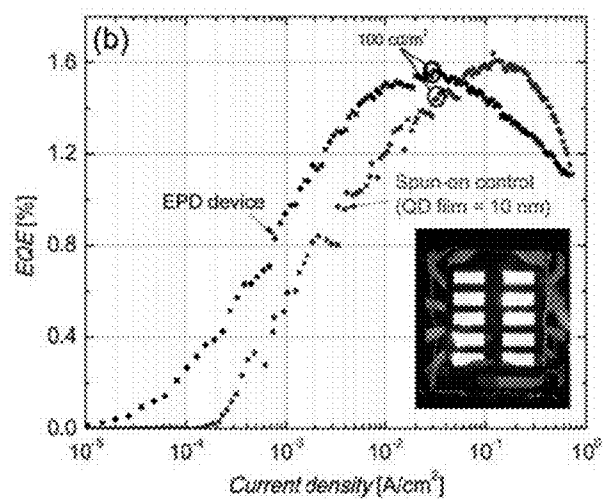 (b)
100 cd/m²
1.6
1.2
EQE [%]
EPD device
Spun-on control
(QD film = 10 nm)
0.8
0.4
0.0
10⁻⁵
10⁻⁴
10⁻³
10⁻²
10⁻¹
10⁰
Current density [A/cm²]